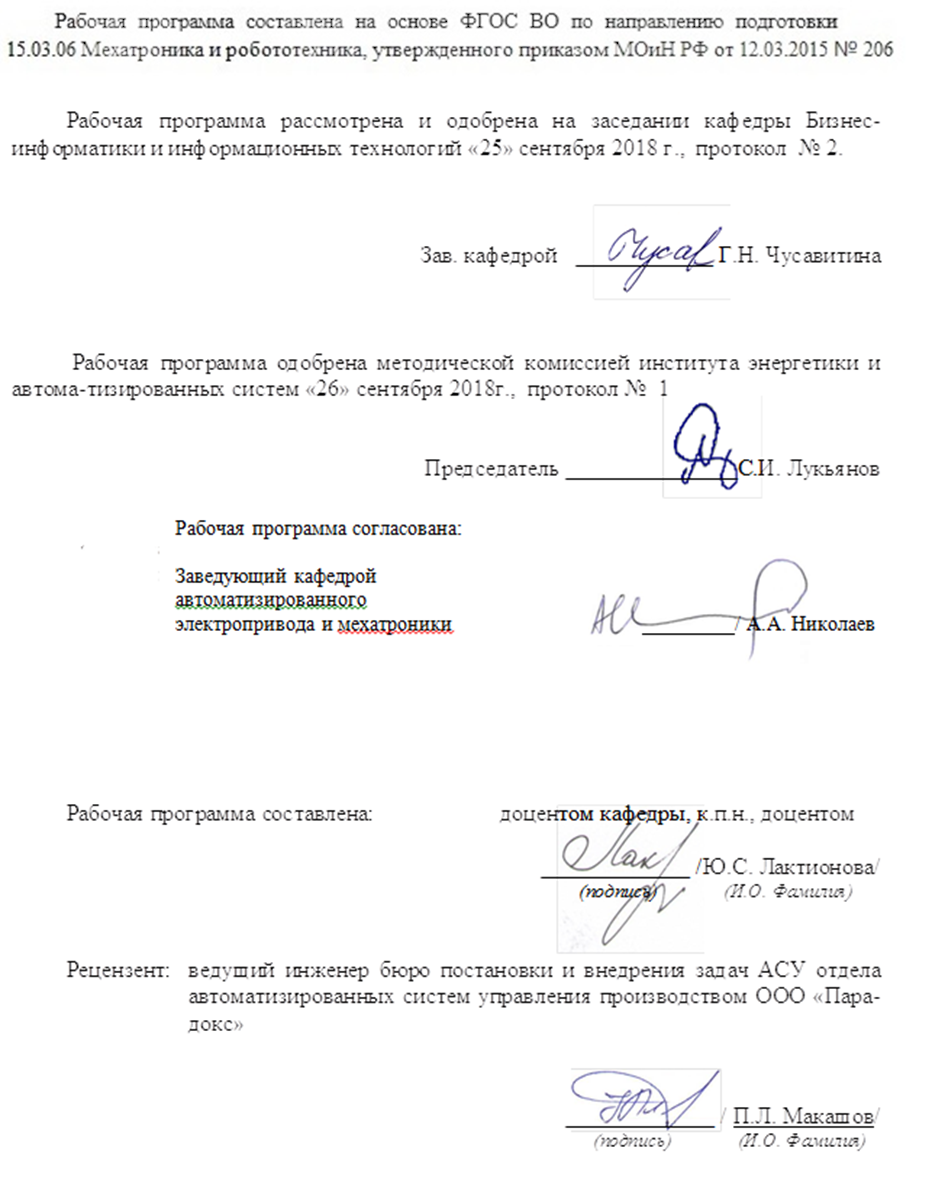 Рабочая программа составлена на основе ФГОС ВО по направлению подготовки
15.03.06 Мехатроника и робототехника, утвержденного приказом МОиН РФ от 12.03.2015 № 206
Рабочая программа рассмотрена и одобрена на заседании кафедры Бизнес-
информатики и информационных технологий «25» сентября 2018 г., протокол № 2.
Зав. кафедрой Чусав Г.Н. Чусавитина
Рабочая программа одобрена методической комиссией института энергетики и
автома-тизированных систем «26» сентября 2018г., протокол № 1
Председатель С.И. Лукьянов
Рабочая программа согласована:
Заведующий кафедрой
автоматизированного
электропривода и мехатроники / А.А. Николаев
Рабочая программа составлена: доцентом кафедры, к.п.н., доцентом
/Ю.С. Лактионова/
(подпись) (И.О. Фамилия)
Рецензент: ведущий инженер бюро постановки и внедрения задач АСУ отдела
автоматизированных систем управления производством ООО «Пара-
докс»
/ П.Л. Макашов/
(подпись) (И.О. Фамилия)